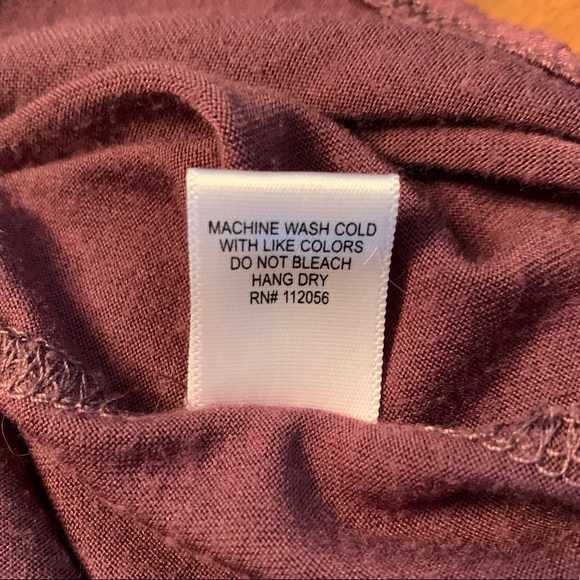 MACHINE WASH COLD
WITH LIKE COLORS
DO NOT BLEACH
HANG DRY
RN# 112056